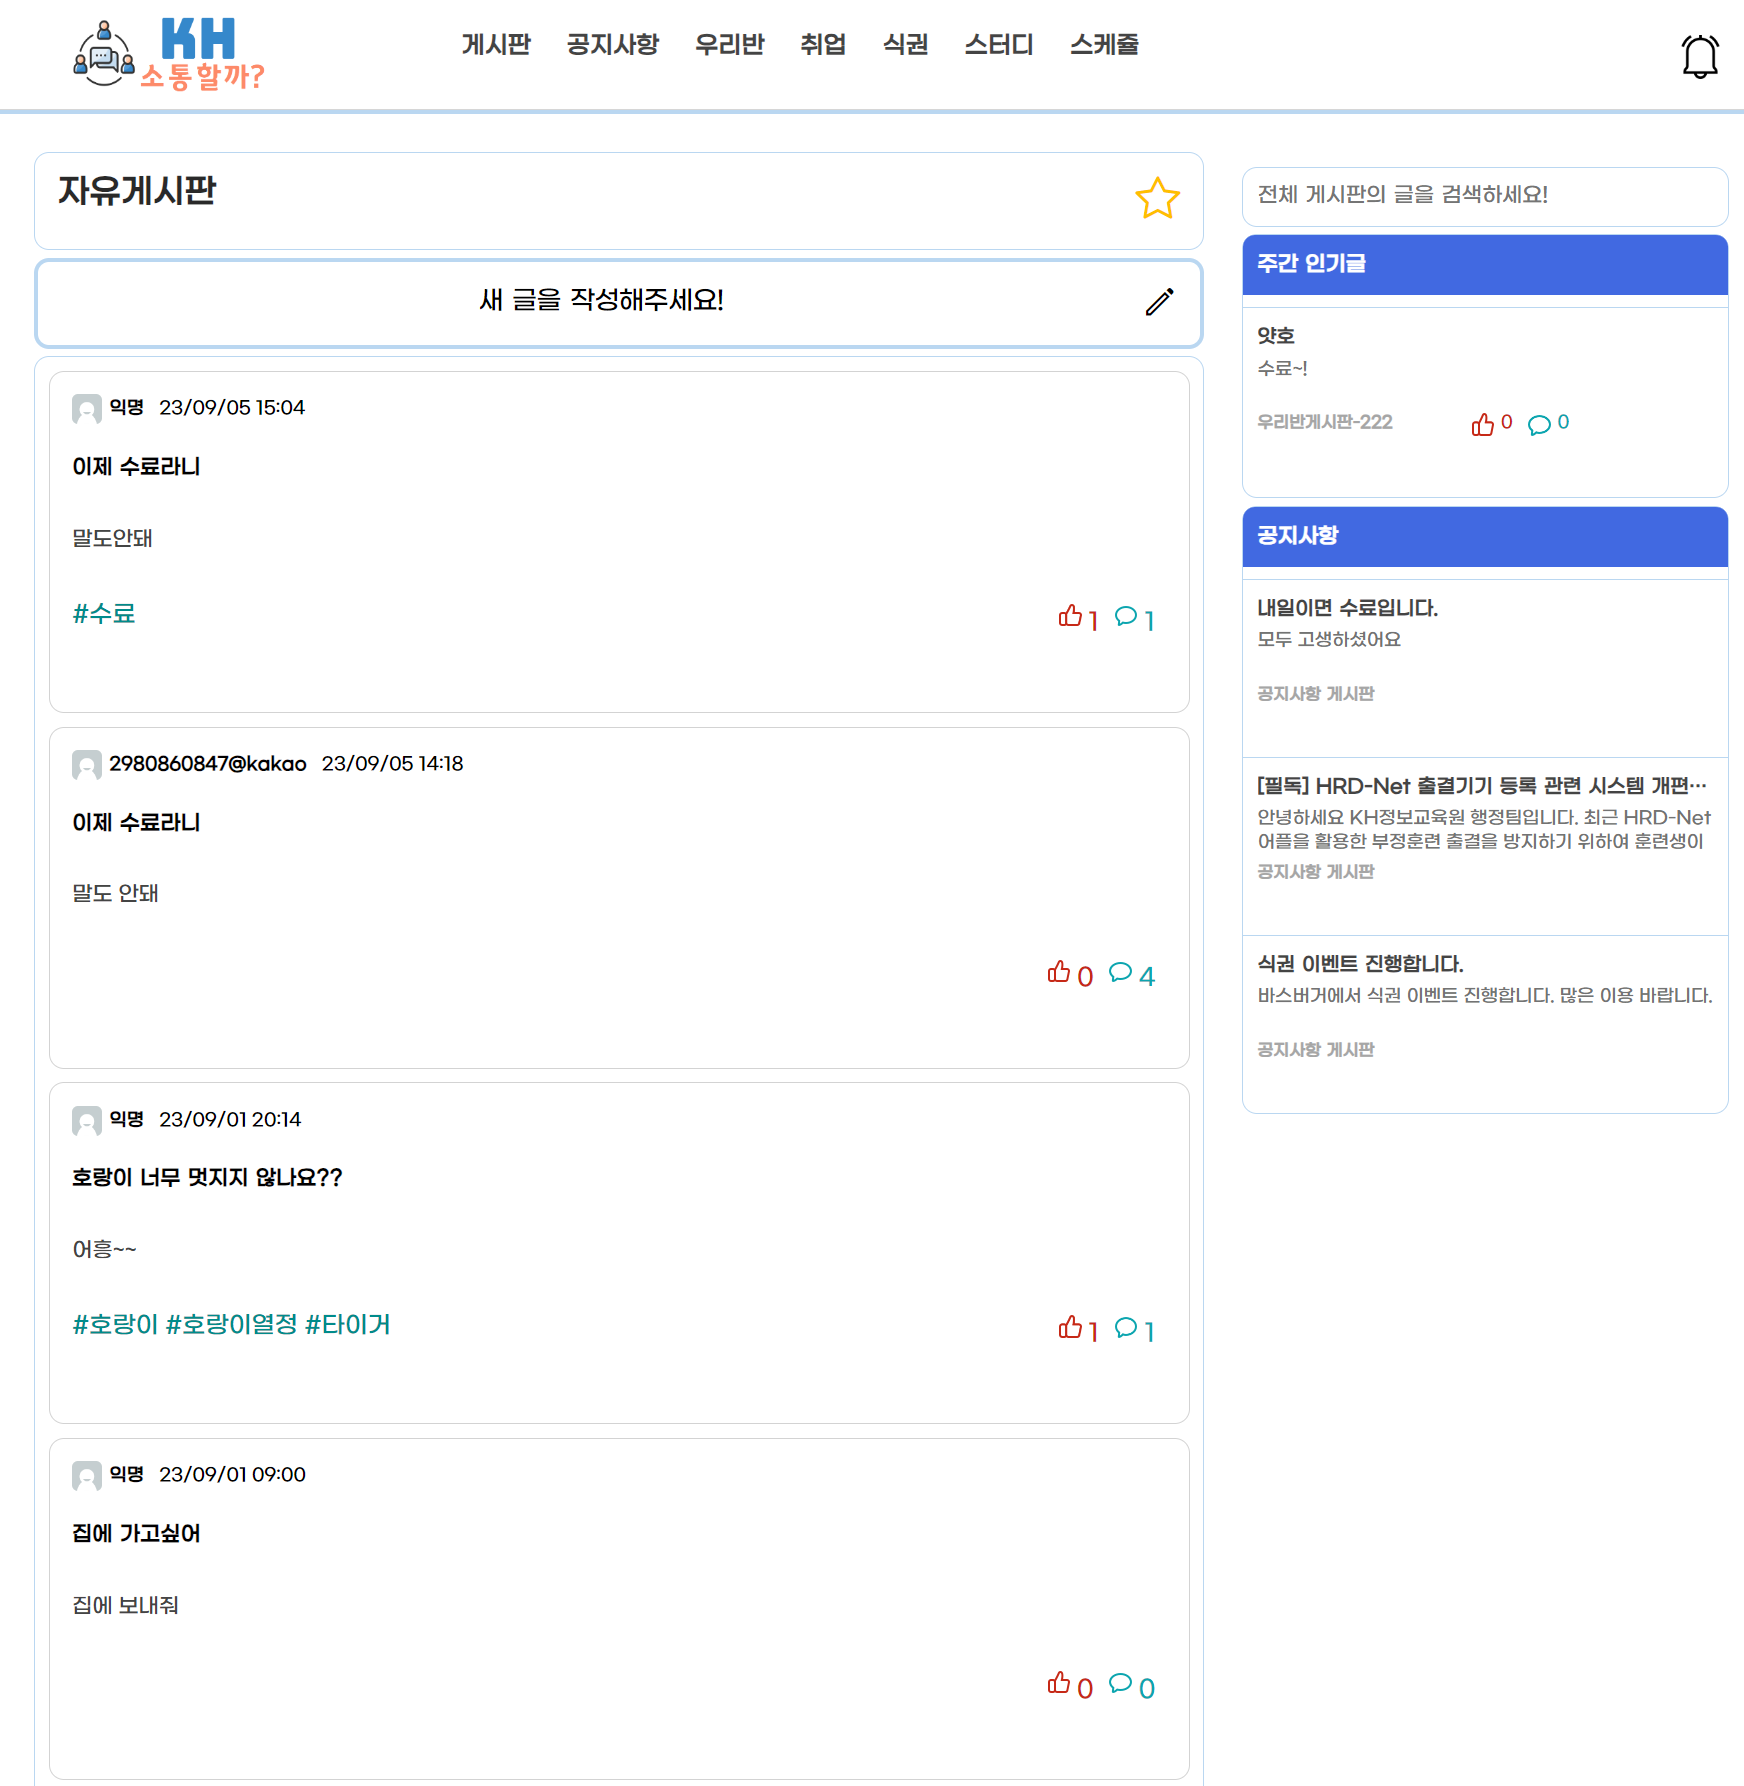 KH
소통할까?
게시판 공지사항 우리반 취업 식권 스터디 스케쥴
자유게시판
새 글을 작성해주세요!
익명 23/09/05 15:04
이제 수료라니
말도안돼
#수료
1 1
2980860847@kakao 23/09/05 14:18
이제 수료라니
말도 안돼
0 4
익명 23/09/01 20:14
호랑이 너무 멋지지 않나요??
어흥~~
#호랑이 #호랑이열정 #타이거
1 1
익명 23/09/01 09:00
집에 가고싶어
집에 보내줘
0 0
전체 게시판의 글을 검색하세요!
주간 인기글
얏호
수료~!
우리반게시판-222 0 0
공지사항
내일이면 수료입니다.
모두 고생하셨어요
공지사항 게시판
[필독] HRD-Net 출결기기 등록 관련 시스템 개편…
안녕하세요 KH정보교육원 행정팀입니다. 최근 HRD-Net
어플을 활용한 부정훈련 출결을 방지하기 위하여 훈련생이
공지사항 게시판
식권 이벤트 진행합니다.
바스버거에서 식권 이벤트 진행합니다. 많은 이용 바랍니다.
공지사항 게시판